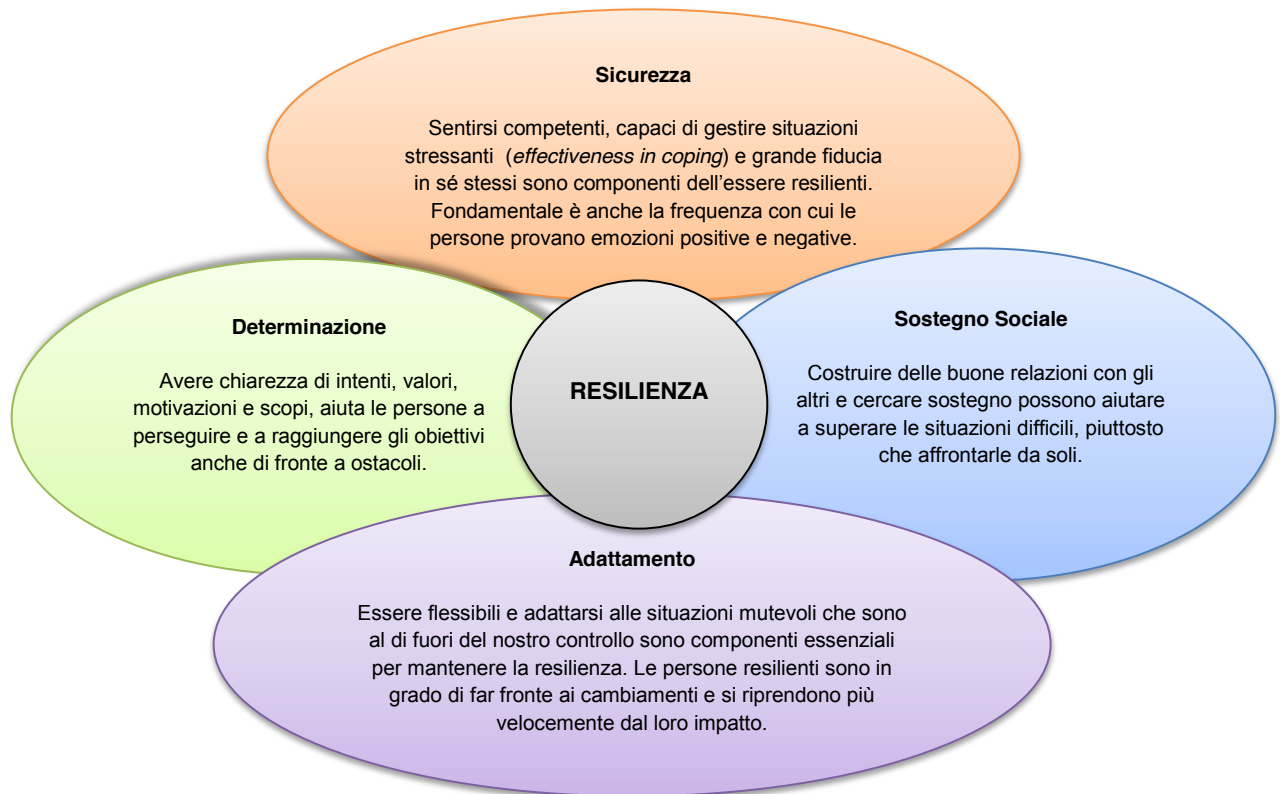 Sicurezza
Sentirsi competenti, capaci di gestire situazioni
stressanti (effectiveness in coping) e grande fiducia
in sé stessi sono componenti dell'essere resilienti.
Fondamentale è anche la frequenza con cui le
persone provano emozioni positive e negative.
Determinazione
Avere chiarezza di intenti, valori,
motivazioni e scopi, aiuta le persone a
perseguire e a raggiungere gli obiettivi
anche di fronte a ostacoli.
RESILIENZA
Sostegno Sociale
Costruire delle buone relazioni con gli
altri e cercare sostegno possono aiutare
a superare le situazioni difficili, piuttosto
che affrontarle da soli.
Adattamento
Essere flessibili e adattarsi alle situazioni mutevoli che sono
al di fuori del nostro controllo sono componenti essenziali
per mantenere la resilienza. Le persone resilienti sono in
grado di far fronte ai cambiamenti e si riprendono più
velocemente dal loro impatto.